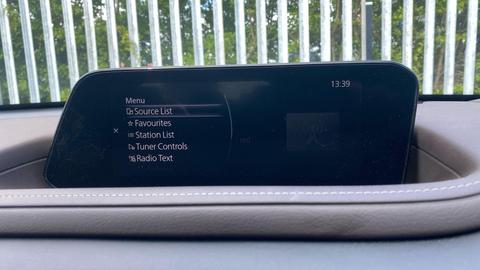 13:39
Menu
Source List
Favourites
Station List
Tuner Controls
Radio Text